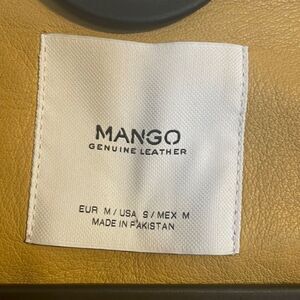 MANGO
GENUINE LEATHER
EUR M / USA S / MEX M
MADE IN PAKISTAN